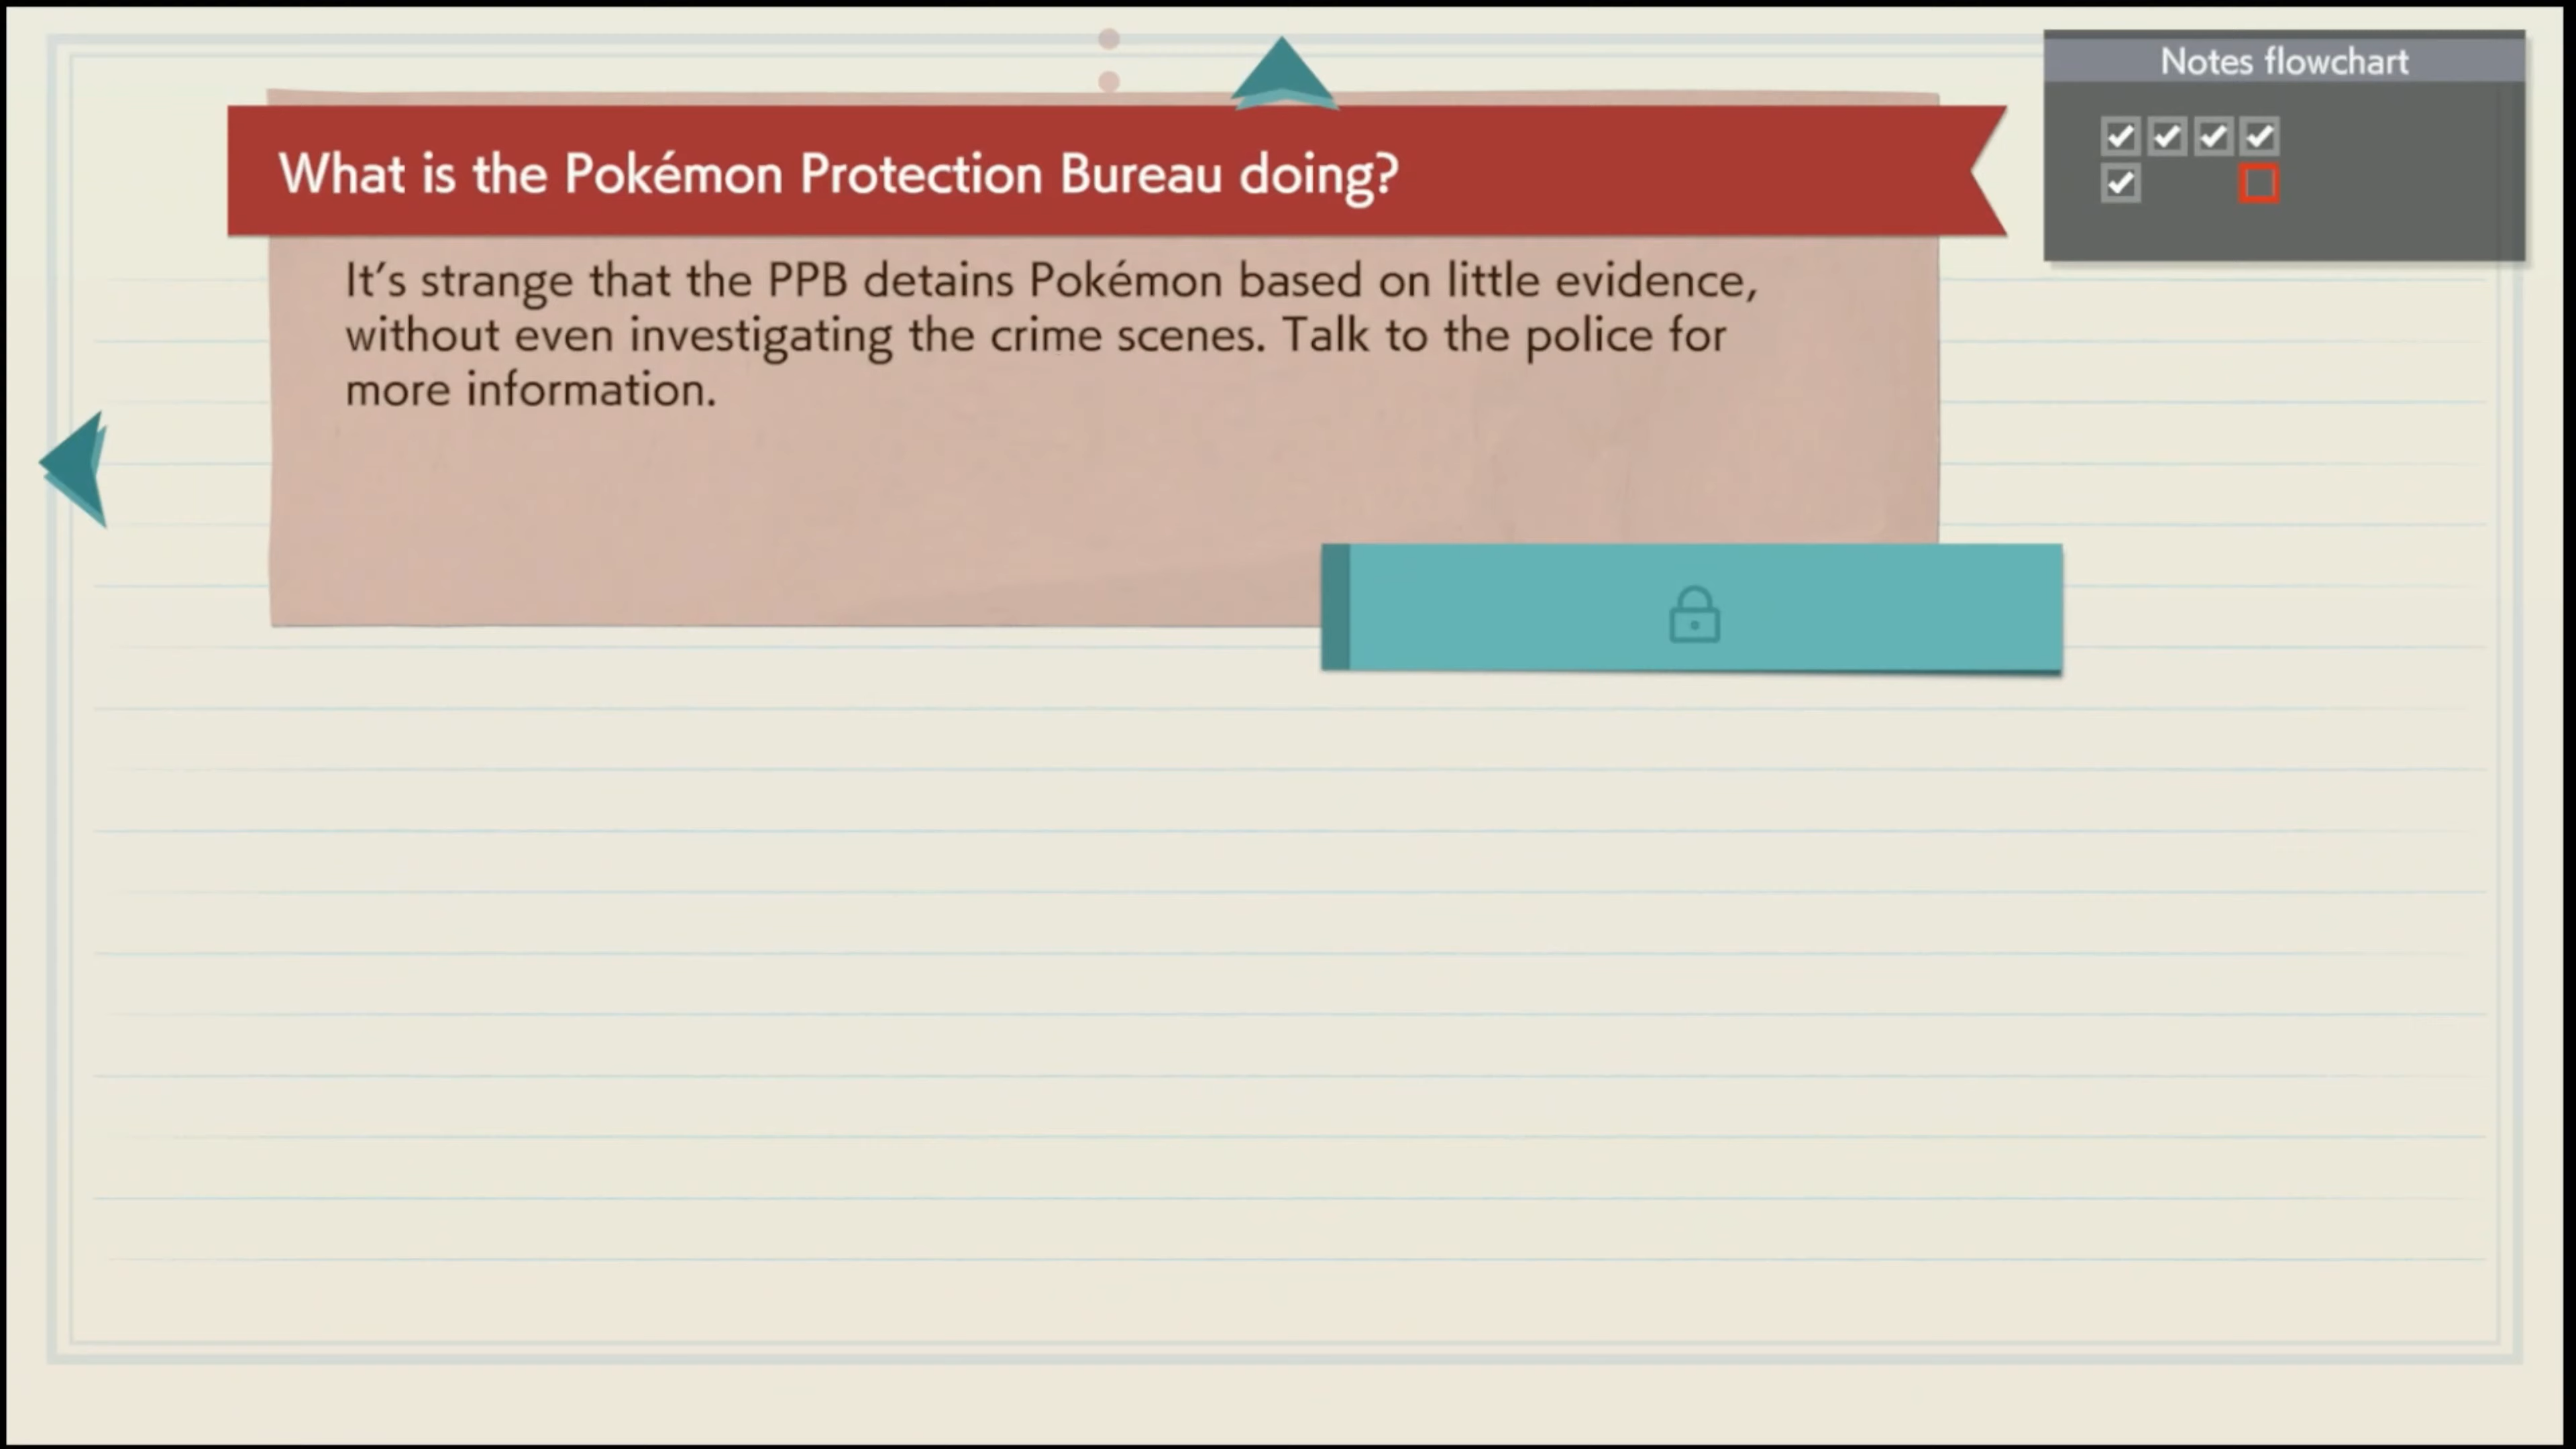 Notes flowchart
What is the Pokémon Protection Bureau doing?
It's strange that the PPB detains Pokémon based on little evidence,
without even investigating the crime scenes. Talk to the police for
more information.